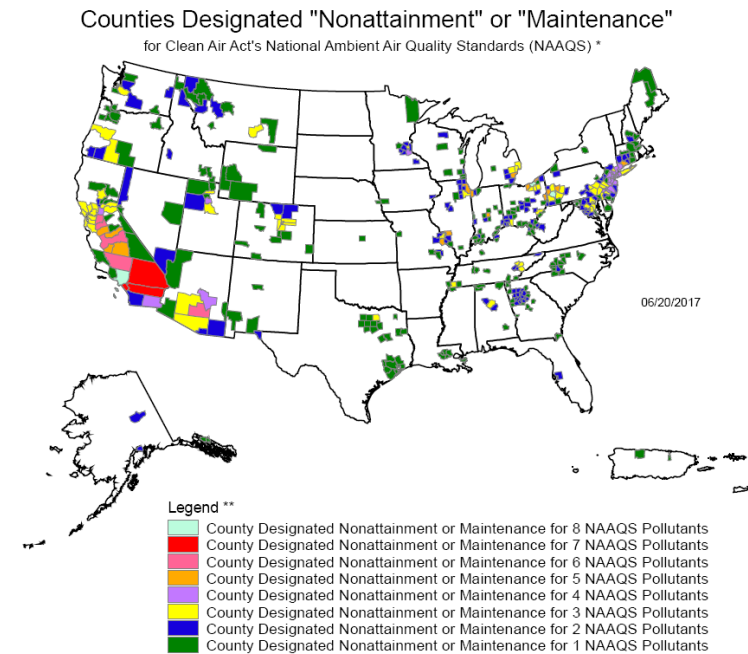 Counties Designated "Nonattainment" or "Maintenance"
for Clean Air Act's National Ambient Air Quality Standards (NAAQS) *
06/20/2017
Legend **
County Designated Nonattainment or Maintenance for 8 NAAQS Pollutants
County Designated Nonattainment or Maintenance for 7 NAAQS Pollutants
County Designated Nonattainment or Maintenance for 6 NAAQS Pollutants
County Designated Nonattainment or Maintenance for 5 NAAQS Pollutants
County Designated Nonattainment or Maintenance for 4 NAAQS Pollutants
County Designated Nonattainment or Maintenance for 3 NAAQS Pollutants
County Designated Nonattainment or Maintenance for 2 NAAQS Pollutants
County Designated Nonattainment or Maintenance for 1 NAAQS Pollutants